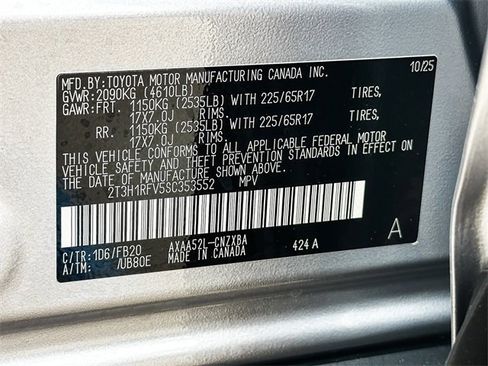 MFD.BY:TOYOTA MOTOR MANUFACTURING CANADA INC. 10/25
GVWR:2090KG (4610LB)
GAWR:FRT. 1150KG (2535LB) WITH 225/65R17 TIRES,
17X7.0J RIMS.
RR. 1150KG (2535LB) WITH 225/65R17 TIRES,
17X7.0J RIMS.
THIS VEHICLE CONFORMS TO ALL APPLICABLE FEDERAL MOTOR
VEHICLE SAFETY AND THEFT PREVENTION STANDARDS IN EFFECT ON
THE DATE OF MANUFACTURE SHOWN ABOVE.
2T3H1RFV5SC353552 MPV
A
C/TR:1D6/FB20 AXAA52L-CNZXBA 424 A
A/TM: /UB80E MADE IN CANADA